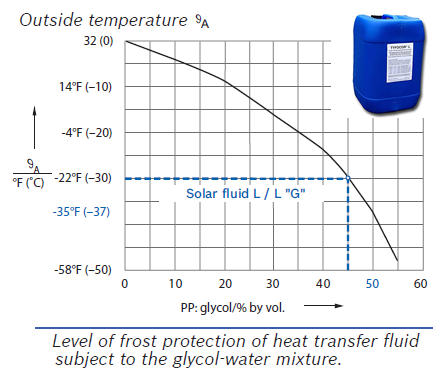 Outside temperature ϑA
32 (0)
14°F (–10)
-4°F (–20)
ϑA
°F (°C)
-22°F (–30)
Solar fluid L / L "G"
-35°F (–37)
-58°F (–50)
0 10 20 30 40 50 60
PP: glycol/% by vol.
Level of frost protection of heat transfer fluid
subject to the glycol-water mixture.